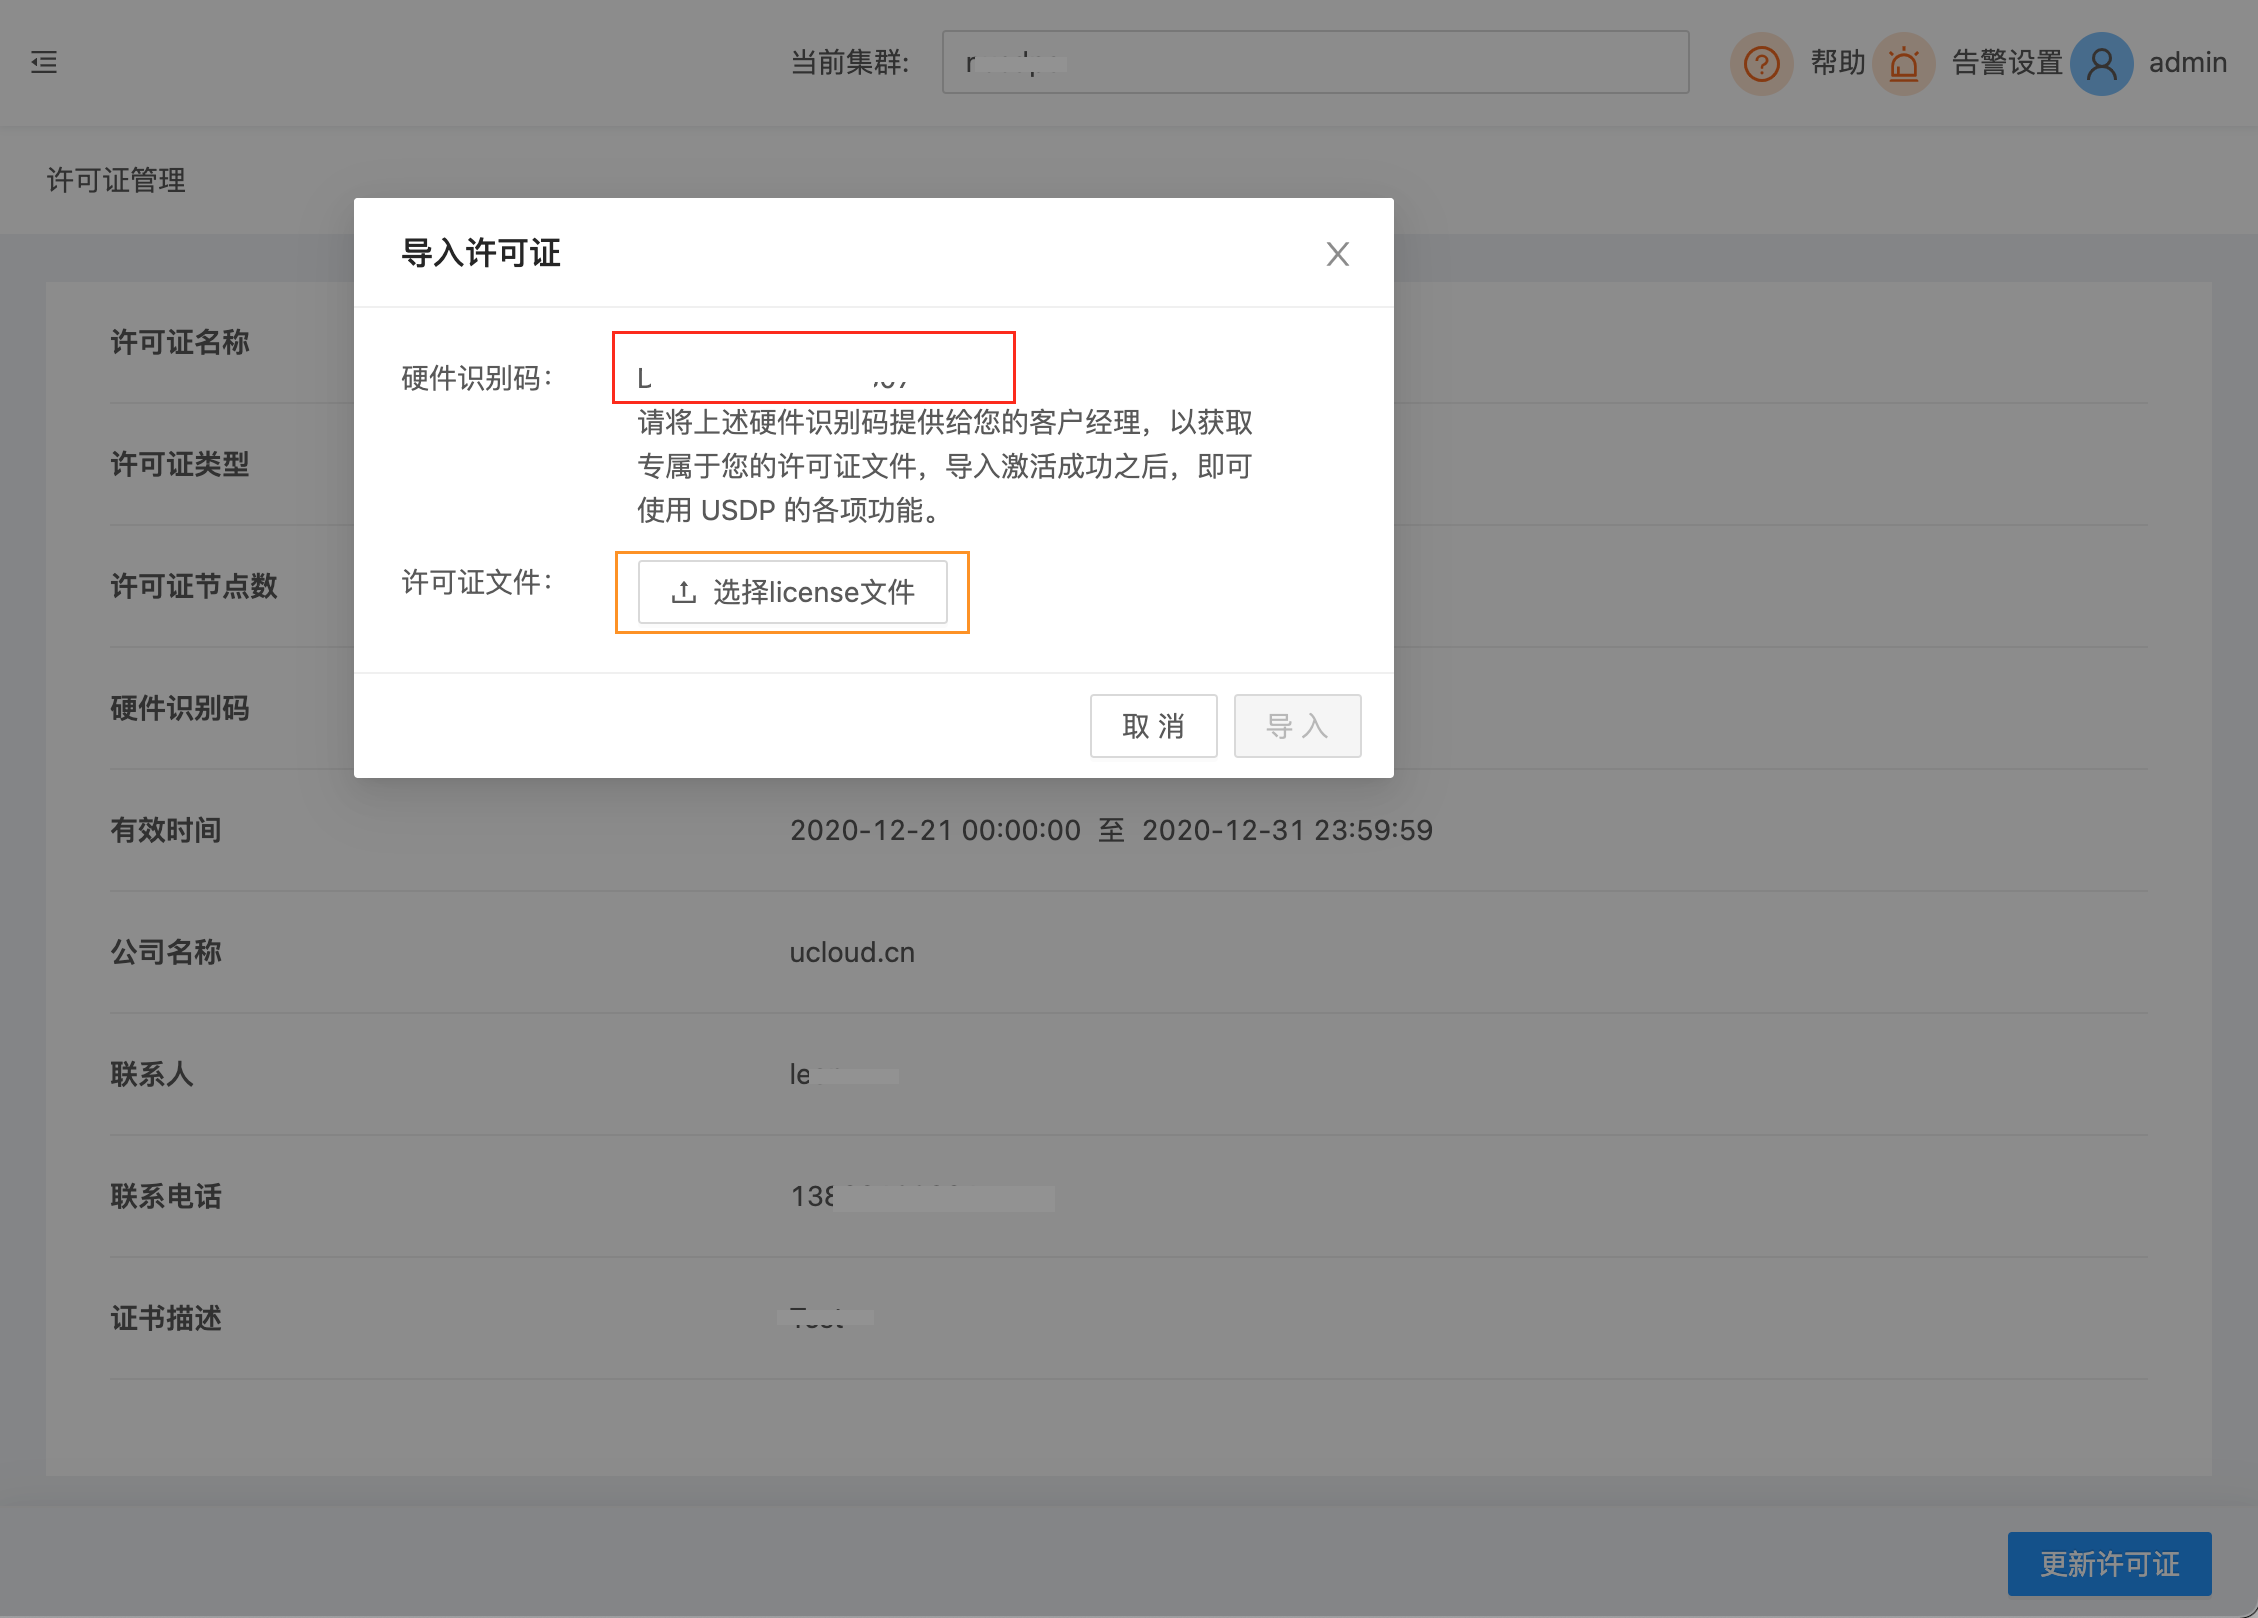 当前集群:
帮助
告警设置
admin
许可证管理
导入许可证
硬件识别码:
请将上述硬件识别码提供给您的客户经理，以获取
专属于您的许可证文件，导入激活成功之后，即可
使用 USDP 的各项功能。
许可证文件:
选择license文件
取 消
导 入
许可证名称
许可证类型
许可证节点数
硬件识别码
有效时间
2020-12-21 00:00:00 至 2020-12-31 23:59:59
公司名称
ucloud.cn
联系人
联系电话
证书描述
更新许可证